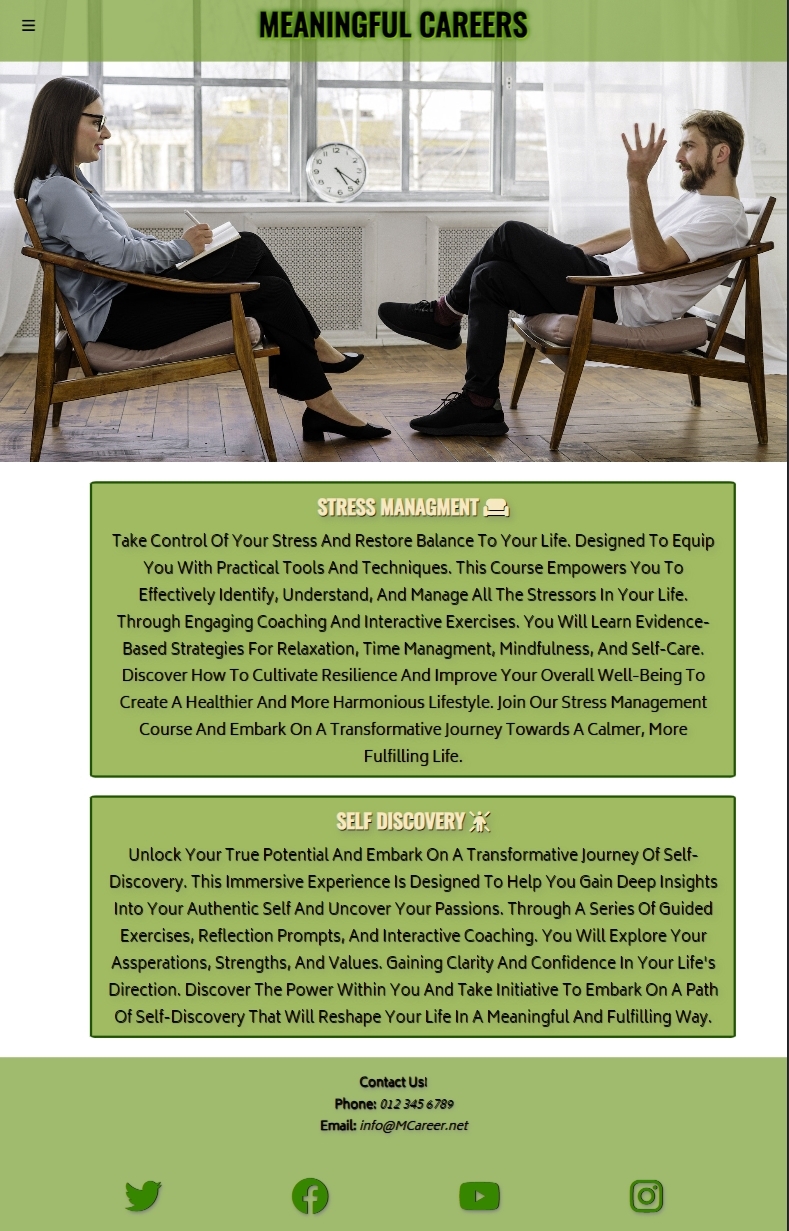 MEANINGFUL CAREERS
STRESS MANAGMENT
Take Control Of Your Stress And Restore Balance To Your Life. Designed To Equip
You With Practical Tools And Techniques. This Course Empowers You To
Effectively Identify, Understand, And Manage All The Stressors In Your Life.
Through Engaging Coaching And Interactive Exercises. You Will Learn Evidence-
Based Strategies For Relaxation, Time Managment, Mindfulness, And Self-Care.
Discover How To Cultivate Resilience And Improve Your Overall Well-Being To
Create A Healthier And More Harmonious Lifestyle. Join Our Stress Management
Course And Embark On A Transformative Journey Towards A Calmer, More
Fulfilling Life.
SELF DISCOVERY
Unlock Your True Potential And Embark On A Transformative Journey Of Self-
Discovery. This Immersive Experience Is Designed To Help You Gain Deep Insights
Into Your Authentic Self And Uncover Your Passions. Through A Series Of Guided
Exercises, Reflection Prompts, And Interactive Coaching. You Will Explore Your
Assperations, Strengths, And Values. Gaining Clarity And Confidence In Your Life's
Direction. Discover The Power Within You And Take Initiative To Embark On A Path
Of Self-Discovery That Will Reshape Your Life In A Meaningful And Fulfilling Way.
Contact Us!
Phone: 012 345 6789
Email: info@MCareer.net